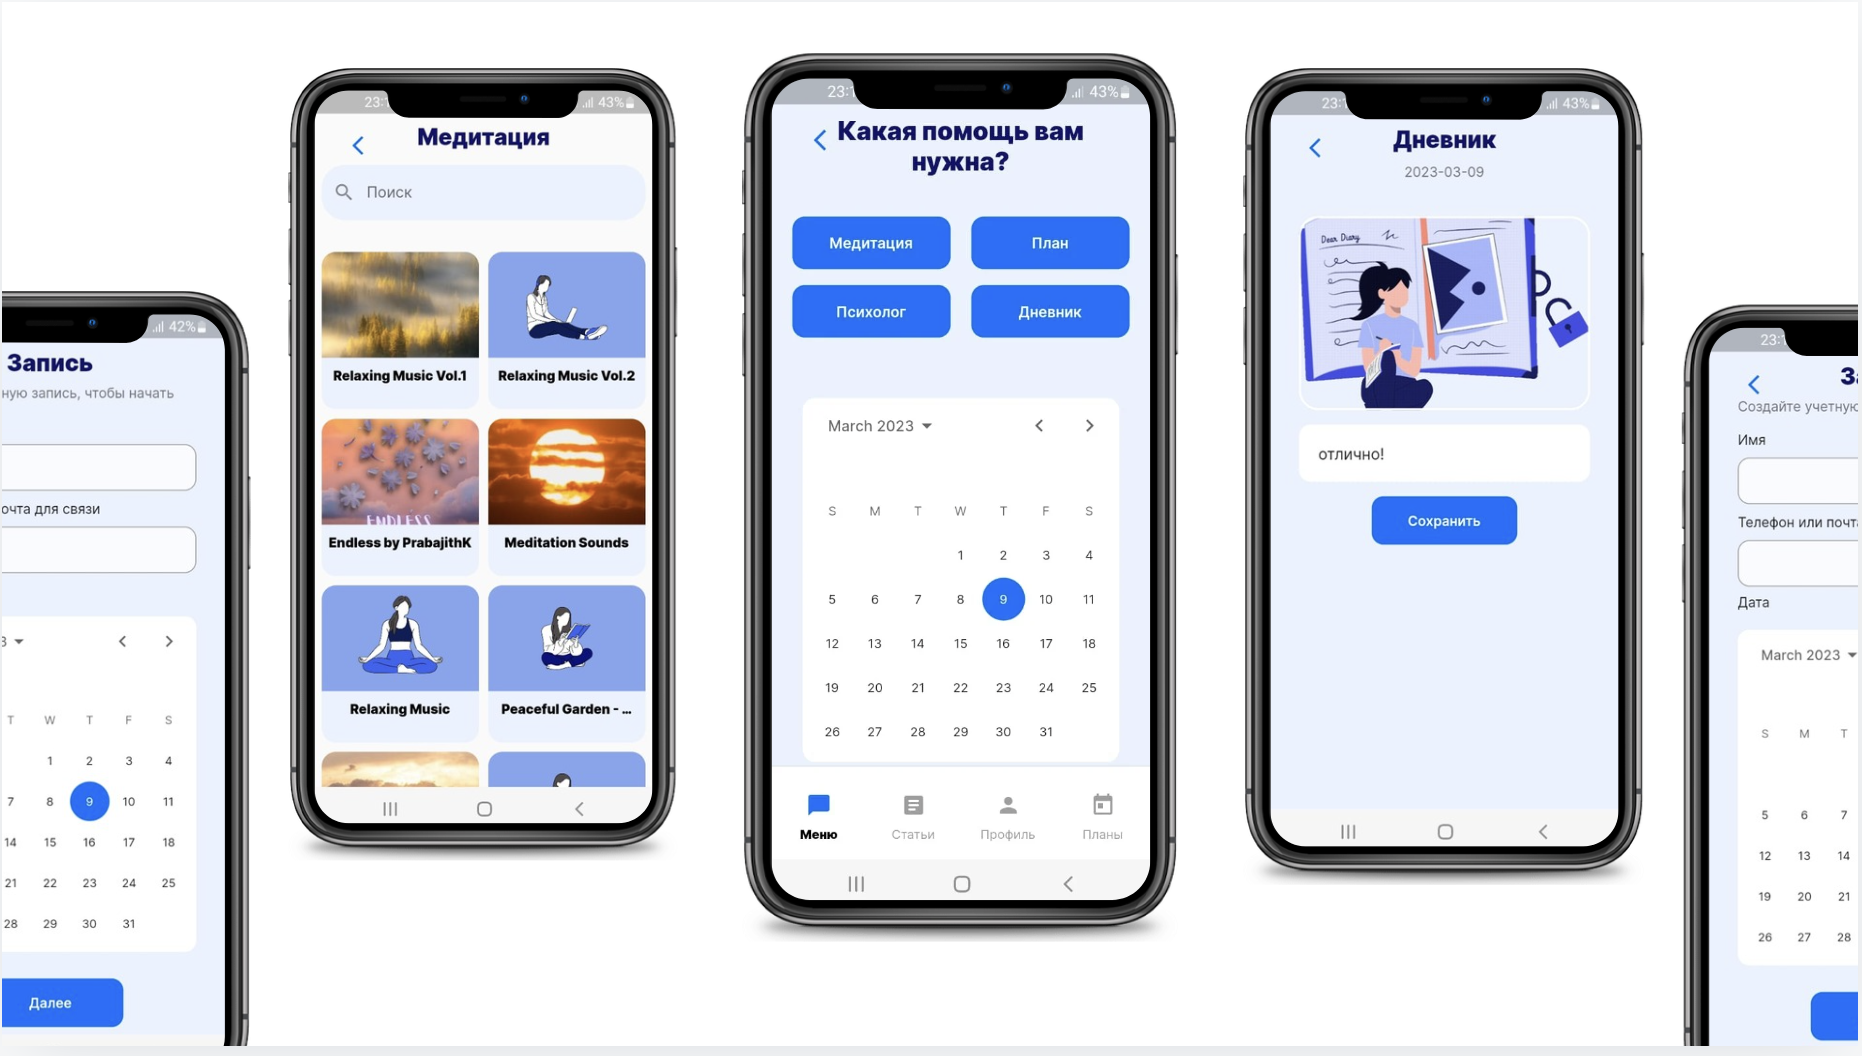 42%
Запись
ную запись, чтобы начать
очта для связи
T W T F S
1 2 3 4
7 8 9 10 11
14 15 16 17 18
21 22 23 24 25
28 29 30 31
Далее
23:
43%
Медитация
Поиск
Relaxing Music Vol.1
Relaxing Music Vol.2
ENDLESS
Endless by PrabajithK
Meditation Sounds
Relaxing Music
Peaceful Garden - ...
23:
43%
Какая помощь вам
нужна?
Медитация
План
Психолог
Дневник
March 2023
S M T W T F S
1 2 3 4
5 6 7 8 9 10 11
12 13 14 15 16 17 18
19 20 21 22 23 24 25
26 27 28 29 30 31
Меню
Статьи
Профиль
Планы
23:
43%
Дневник
2023-03-09
Dear Diary
отлично!
Сохранить
23:
За
Создайте учетную
Имя
Телефон или почта
Дата
March 2023
S M T
5 6 7
12 13 14
19 20 21
26 27 28